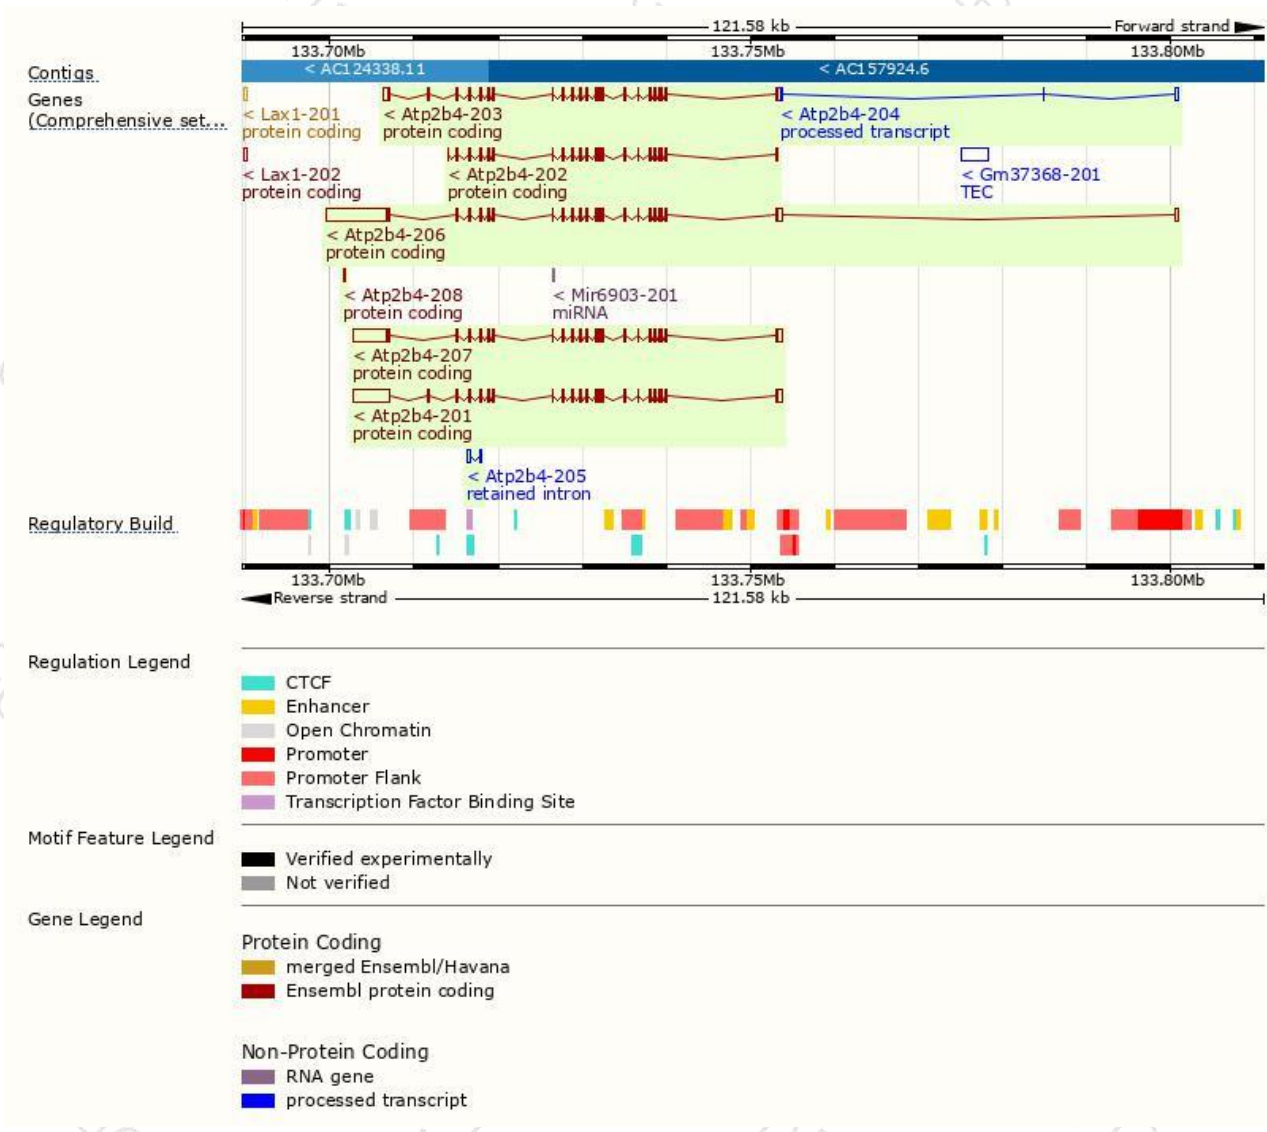 121.58 kb
Forward strand
133.70Mb 133.75Mb 133.80Mb
Contigs < AC124338.11 < AC157924.6
Genes
(Comprehensive set...
< Lax1-201 < Atp2b4-203 < Atp2b4-204
protein coding protein coding processed transcript
< Lax1-202 < Atp2b4-202 < Gm37368-201
protein coding protein coding TEC
< Atp2b4-206
protein coding
< Atp2b4-208 < Mir6903-201
protein coding miRNA
< Atp2b4-207
protein coding
< Atp2b4-201
protein coding
< Atp2b4-205
retained intron
Regulatory Build
133.70Mb 133.75Mb 133.80Mb
Reverse strand 121.58 kb
Regulation Legend
CTCF
Enhancer
Open Chromatin
Promoter
Promoter Flank
Transcription Factor Binding Site
Motif Feature Legend
Verified experimentally
Not verified
Gene Legend
Protein Coding
merged Ensembl/Havana
Ensembl protein coding
Non-Protein Coding
RNA gene
processed transcript